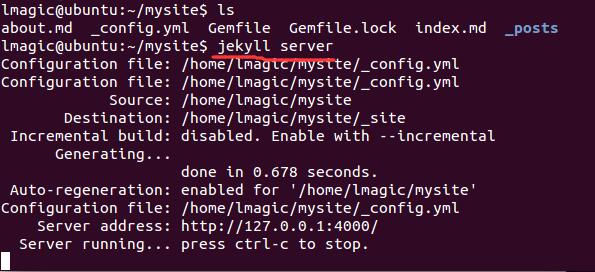 lmagic@ubuntu:~/mysite$ ls
about.md _config.yml Gemfile Gemfile.lock index.md _posts
lmagic@ubuntu:~/mysite$ jekyll server
Configuration file: /home/lmagic/mysite/_config.yml
Configuration file: /home/lmagic/mysite/_config.yml
Source: /home/lmagic/mysite
Destination: /home/lmagic/mysite/_site
Incremental build: disabled. Enable with --incremental
Generating...
done in 0.678 seconds.
Auto-regeneration: enabled for '/home/lmagic/mysite'
Configuration file: /home/lmagic/mysite/_config.yml
Server address: http://127.0.0.1:4000/
Server running... press ctrl-c to stop.